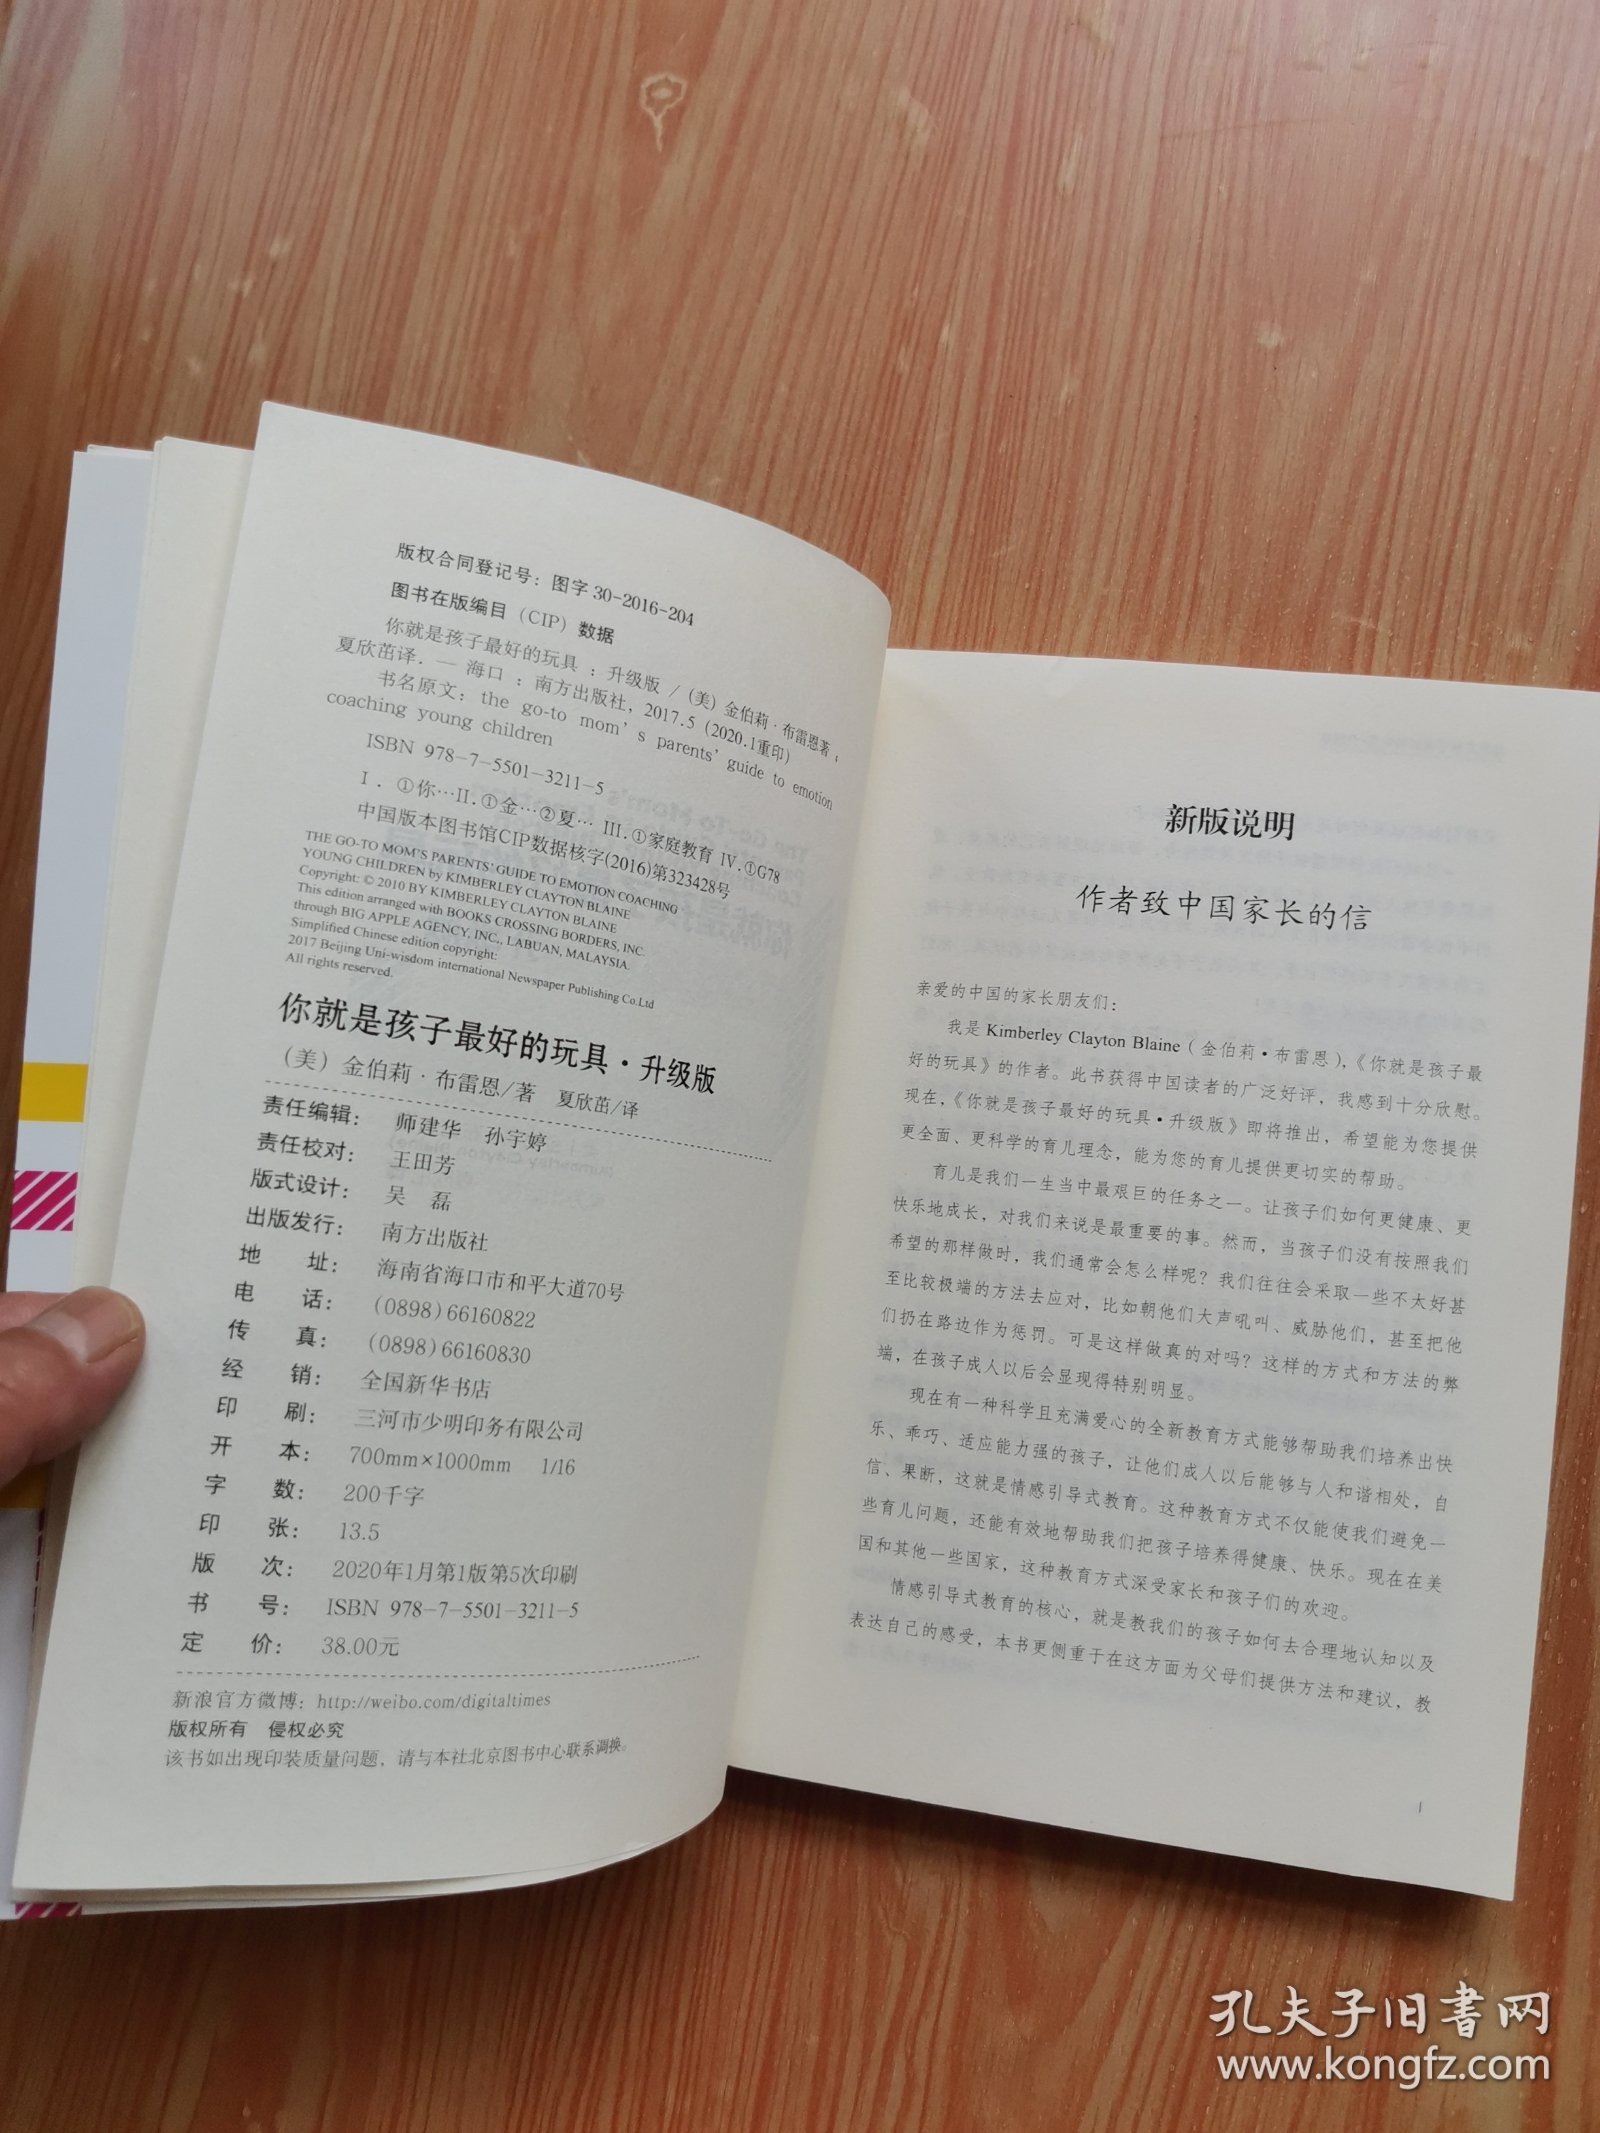 版权合同登记号：图字 30-2016-204
图书在版编目（CIP）数据
你就是孩子最好的玩具 ：升级版 /（美）金伯莉·布雷恩著；
夏欣茁译. — 海口 ：南方出版社，2017.5（2020.1重印）
书名原文：the go-to mom’s parents’ guide to emotion
coaching young children
ISBN 978-7-5501-3211-5
Ⅰ．①你…II.①金…②夏… III.①家庭教育 IV.①G78
中国版本图书馆CIP数据核字(2016)第323428号
THE GO-TO MOM'S PARENTS' GUIDE TO EMOTION COACHING
YOUNG CHILDREN by KIMBERLEY CLAYTON BLAINE
Copyright: © 2010 BY KIMBERLEY CLAYTON BLAINE
This edition arranged with BOOKS CROSSING BORDERS, INC.
through BIG APPLE AGENCY, INC., LABUAN, MALAYSIA.
Simplified Chinese edition copyright:
2017 Beijing Uni-wisdom international Newspaper Publishing Co.Ltd
All rights reserved.
你就是孩子最好的玩具·升级版
（美）金伯莉·布雷恩/著 夏欣茁/译
责任编辑： 师建华 孙宇婷
责任校对： 王田芳
版式设计： 吴 磊
出版发行： 南方出版社
地 址： 海南省海口市和平大道70号
电 话： (0898) 66160822
传 真： (0898) 66160830
经 销： 全国新华书店
印 刷： 三河市少明印务有限公司
开 本： 700mm×1000mm 1/16
字 数： 200千字
印 张： 13.5
版 次： 2020年1月第1版第5次印刷
书 号： ISBN 978-7-5501-3211-5
定 价： 38.00元
新浪官方微博：http://weibo.com/digitaltimes
版权所有 侵权必究
该书如出现印装质量问题，请与本社北京图书中心联系调换。
新版说明
作者致中国家长的信
亲爱的中国的家长朋友们：
我是Kimberley Clayton Blaine（金伯莉·布雷恩），《你就是孩子最
好的玩具》的作者。此书获得中国读者的广泛好评，我感到十分欣慰。
现在，《你就是孩子最好的玩具·升级版》即将推出，希望能为您提供
更全面、更科学的育儿理念，能为您的育儿提供更切实的帮助。
育儿是我们一生当中最艰巨的任务之一。让孩子们如何更健康、更
快乐地成长，对我们来说是最重要的事。然而，当孩子们没有按照我们
希望的那样做时，我们通常会怎么样呢？我们往往会采取一些不太好甚
至比较极端的方法去应对，比如朝他们大声吼叫、威胁他们，甚至把他
们扔在路边作为惩罚。可是这样做真的对吗？这样的方式和方法的弊
端，在孩子成人以后会显现得特别明显。
现在有一种科学且充满爱心的全新教育方式能够帮助我们培养出快
乐、乖巧、适应能力强的孩子，让他们成人以后能够与人和谐相处，自
信、果断，这就是情感引导式教育。这种教育方式不仅能使我们避免一
些育儿问题，还能有效地帮助我们把孩子培养得健康、快乐。现在在美
国和其他一些国家，这种教育方式深受家长和孩子们的欢迎。
情感引导式教育的核心，就是教我们的孩子如何去合理地认知以及
表达自己的感受，本书更侧重于在这方面为父母们提供方法和建议，教
1
孔夫子旧书网
www.kongfz.com